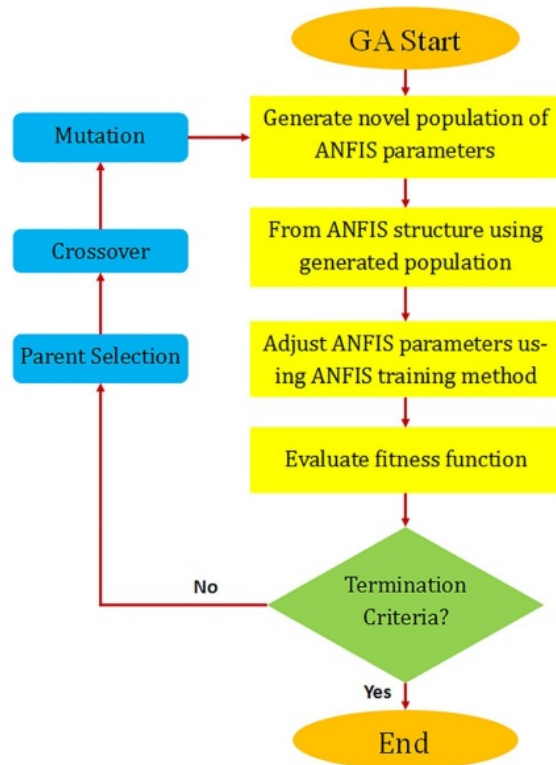 GA Start
Generate novel population of
ANFIS parameters
Mutation
From ANFIS structure using
generated population
Crossover
Adjust ANFIS parameters us-
ing ANFIS training method
Parent Selection
Evaluate fitness function
Termination
Criteria?
No
Yes
End